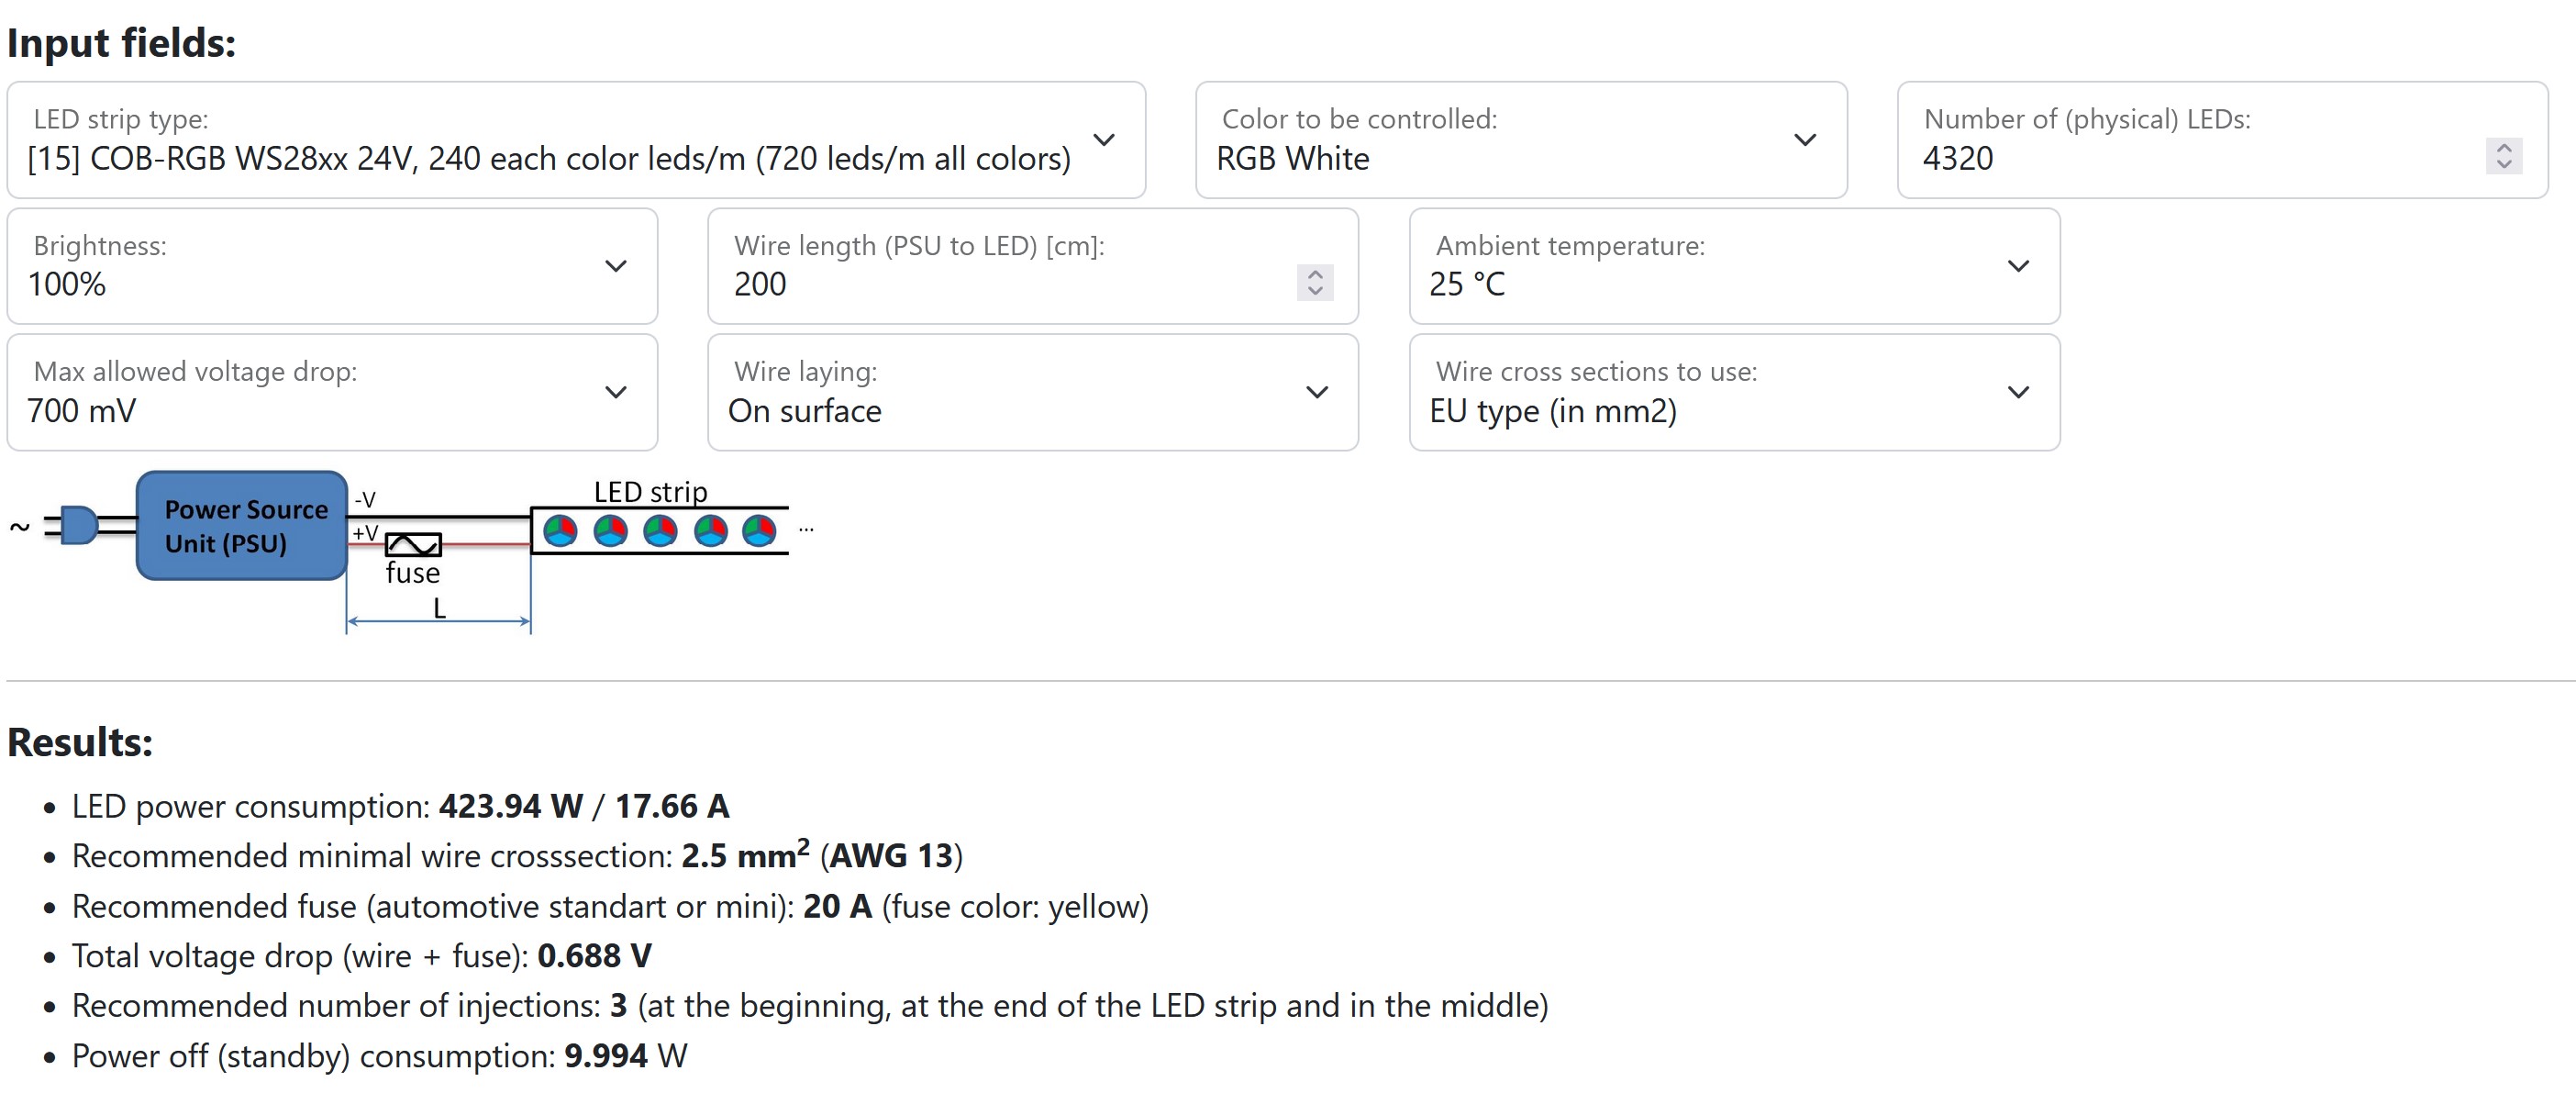 Input fields:
LED strip type:
[15] COB-RGB WS28xx 24V, 240 each color leds/m (720 leds/m all colors)
Color to be controlled:
RGB White
Number of (physical) LEDs:
4320
Brightness:
100%
Wire length (PSU to LED) [cm]:
200
Ambient temperature:
25 °C
Max allowed voltage drop:
700 mV
Wire laying:
On surface
Wire cross sections to use:
EU type (in mm2)
~
Power Source
Unit (PSU)
-V
+V
fuse
L
LED strip
...
Results:
• LED power consumption: 423.94 W / 17.66 A
• Recommended minimal wire crosssection: 2.5 mm² (AWG 13)
• Recommended fuse (automotive standart or mini): 20 A (fuse color: yellow)
• Total voltage drop (wire + fuse): 0.688 V
• Recommended number of injections: 3 (at the beginning, at the end of the LED strip and in the middle)
• Power off (standby) consumption: 9.994 W